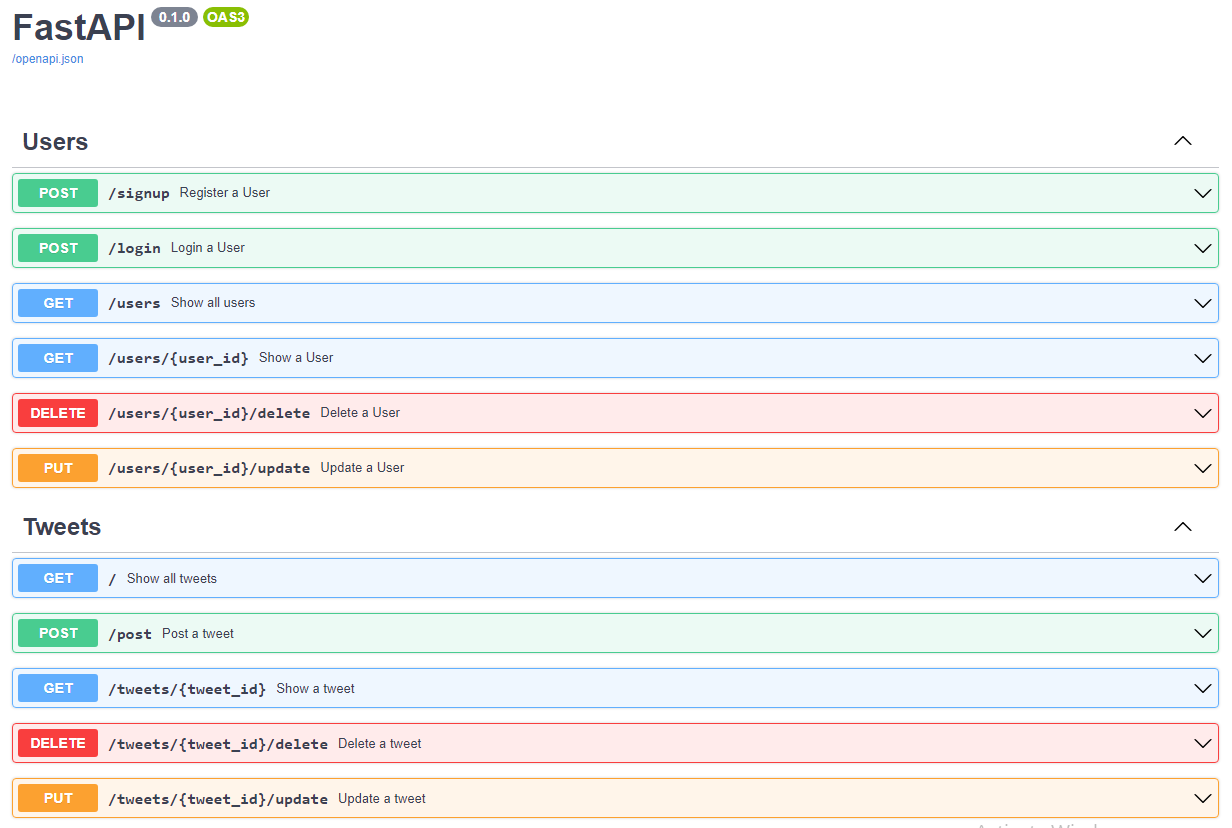 FastAPI 0.1.0 OAS3
/openapi.json
Users
POST /signup Register a User
POST /login Login a User
GET /users Show all users
GET /users/{user_id} Show a User
DELETE /users/{user_id}/delete Delete a User
PUT /users/{user_id}/update Update a User
Tweets
GET / Show all tweets
POST /post Post a tweet
GET /tweets/{tweet_id} Show a tweet
DELETE /tweets/{tweet_id}/delete Delete a tweet
PUT /tweets/{tweet_id}/update Update a tweet